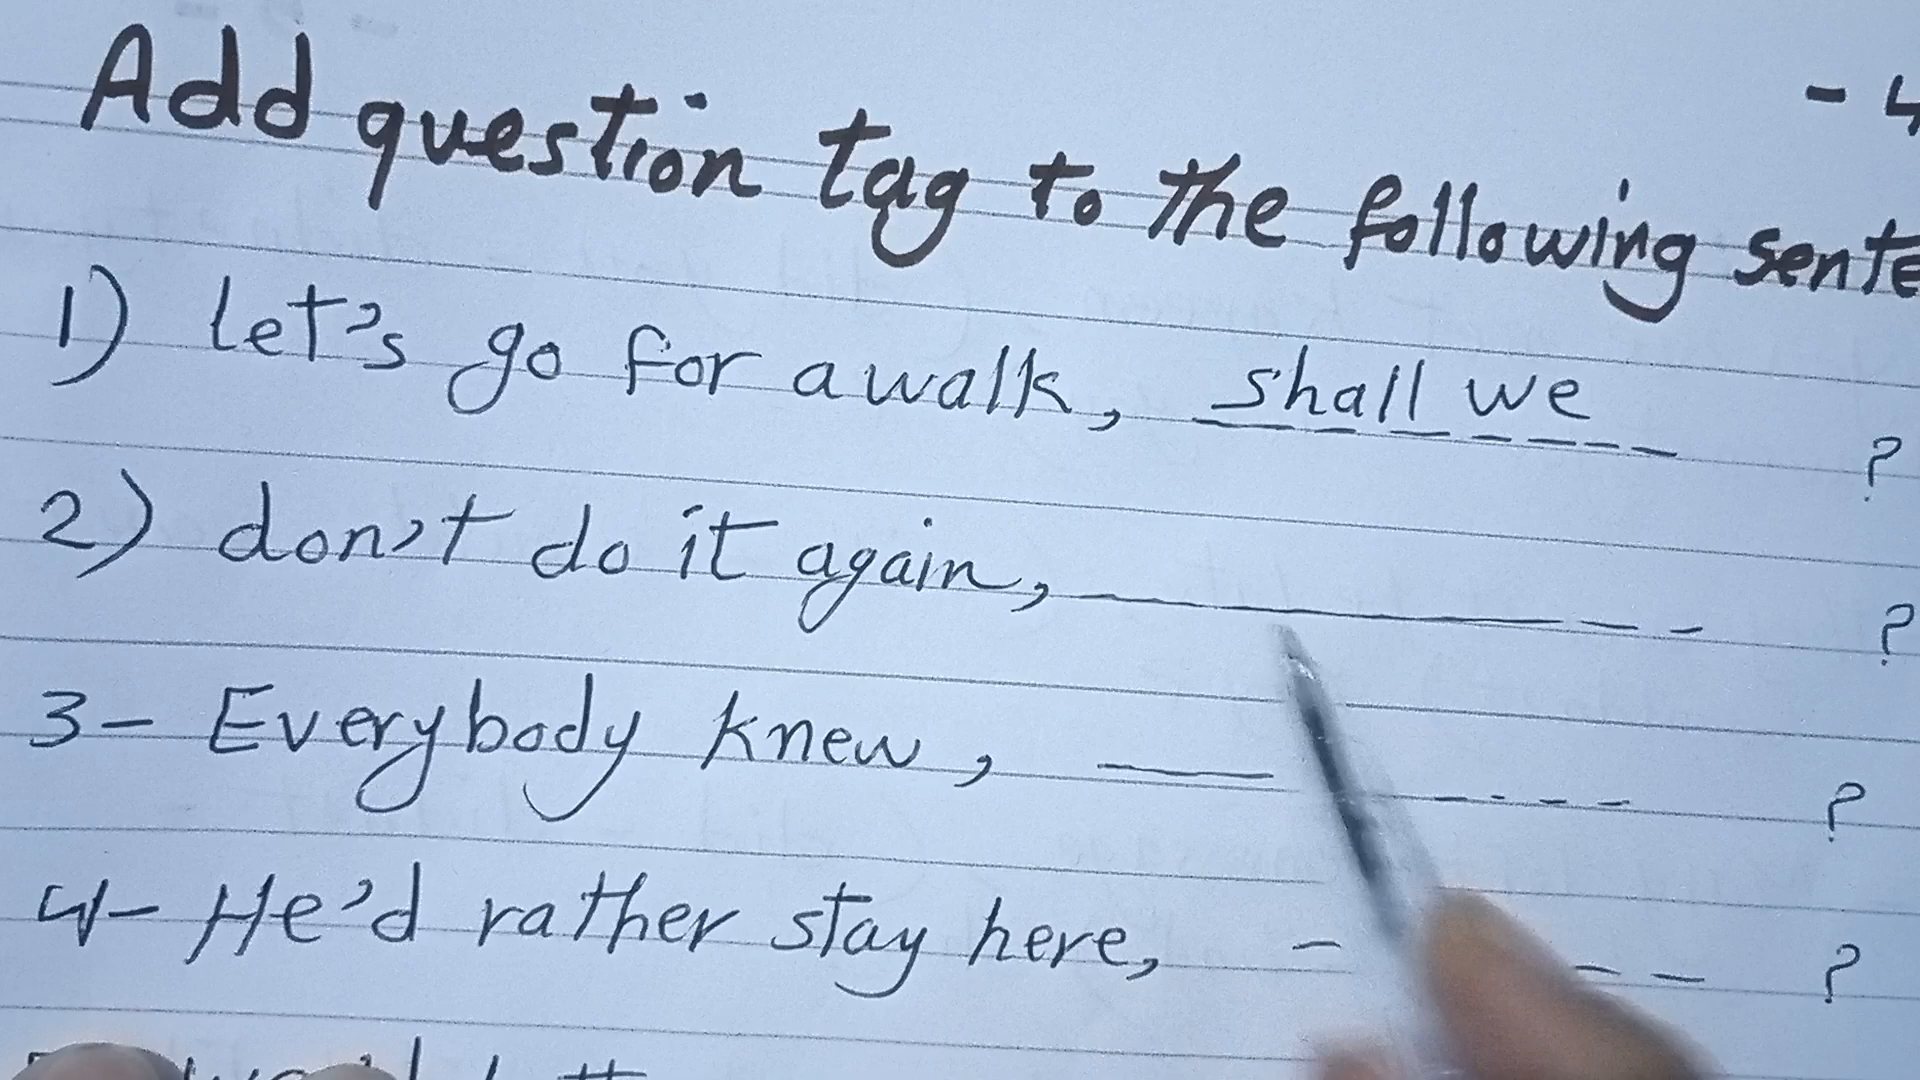 Add question tag to the following sente
- 4
1) let's go for a walk, shall we ?
2) don't do it again, ?
3- Everybody knew, ?
4- He'd rather stay here, ?